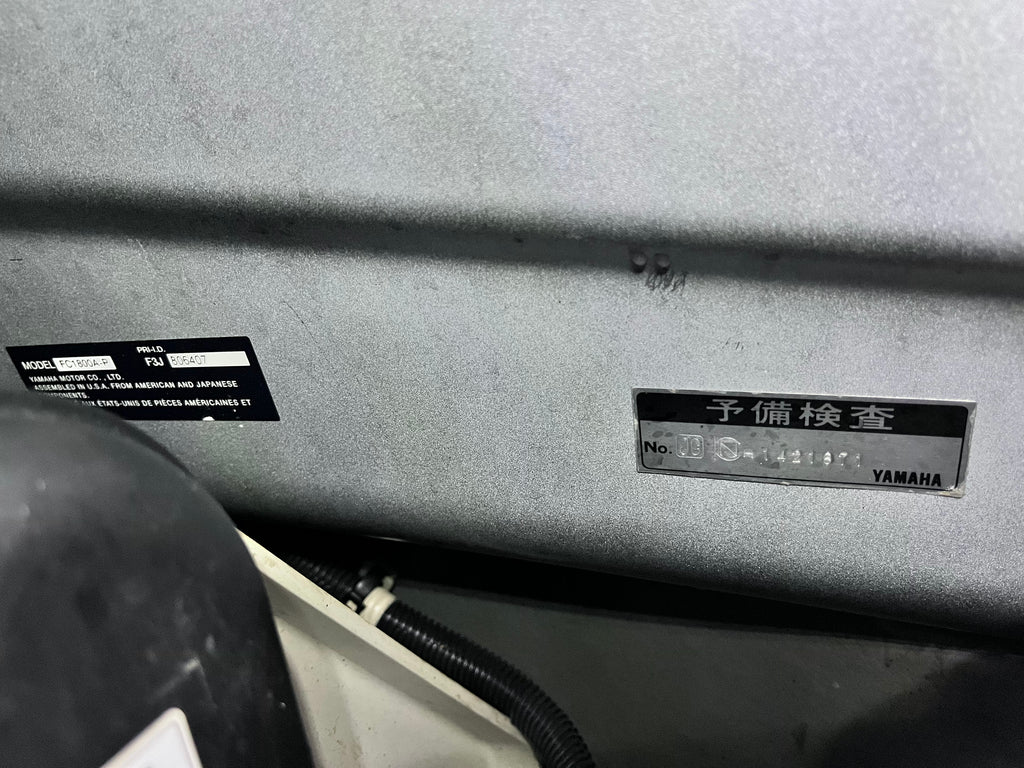 MODEL FC1800A-P
PRI-I.D.
F3J 806407
YAMAHA MOTOR CO., LTD.
ASSEMBLED IN U.S.A. FROM AMERICAN AND JAPANESE
COMPONENTS.
AUX ÉTATS-UNIS DE PIÈCES AMÉRICAINES ET
予備検査
No.
YAMAHA